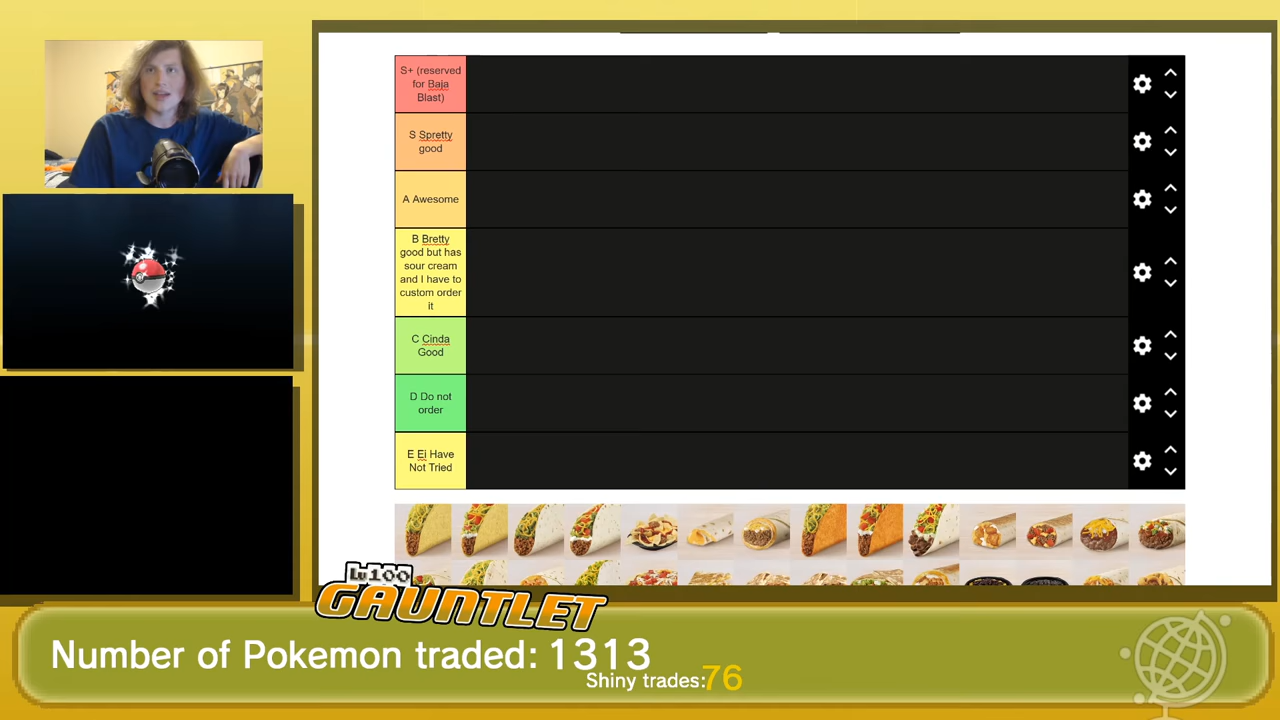 S+ (reserved
for Baja
Blast)
S Spretty
good
A Awesome
B Bretty
good but has
sour cream
and I have to
custom order
it
C Cinda
Good
D Do not
order
E Ei Have
Not Tried
Lv100
GAUNTLET
Number of Pokemon traded: 1313
Shiny trades:76